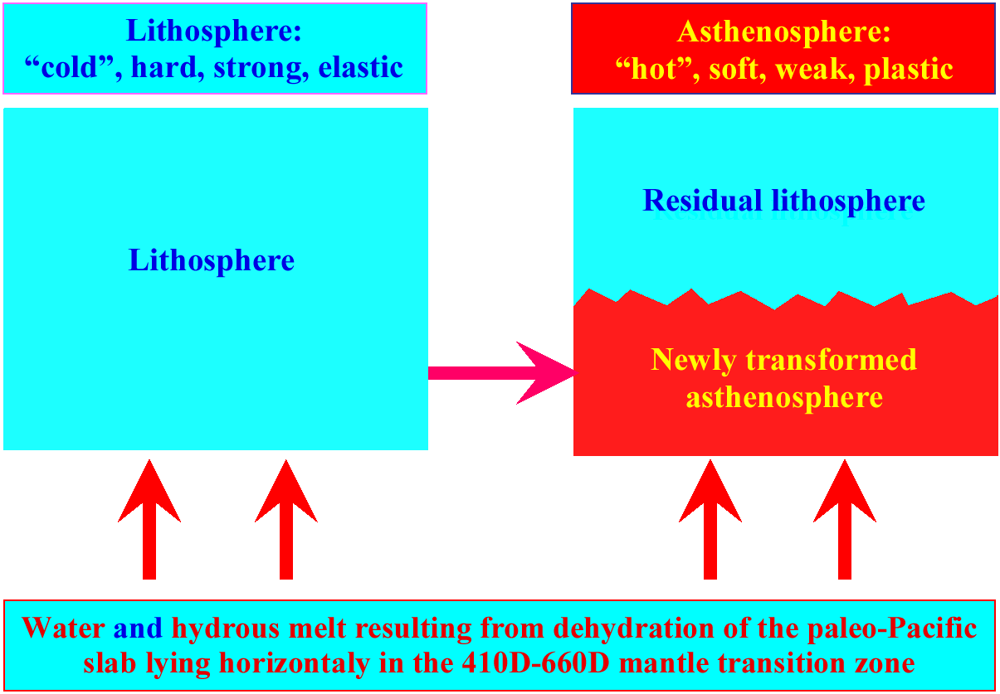 Lithosphere:
“cold”, hard, strong, elastic
Asthenosphere:
“hot”, soft, weak, plastic
Lithosphere
Residual lithosphere
Newly transformed
asthenosphere
Water and hydrous melt resulting from dehydration of the paleo-Pacific
slab lying horizontaly in the 410D-660D mantle transition zone